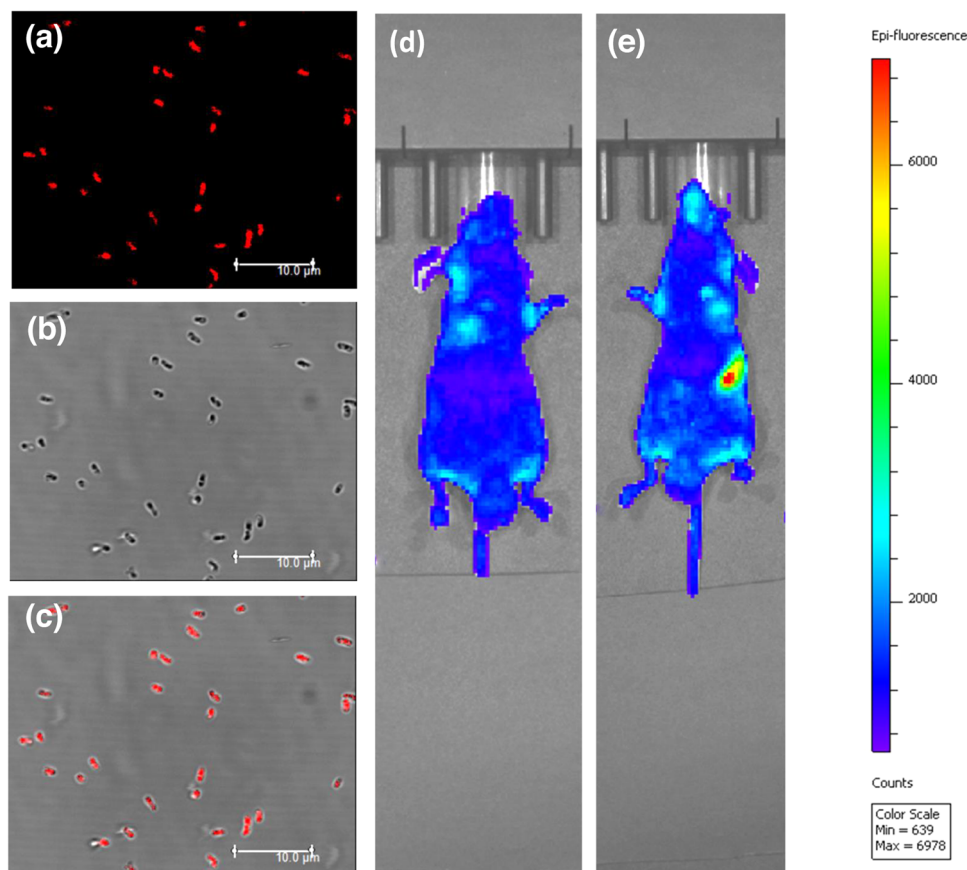 (a)
10.0 µm
(b)
10.0 µm
(c)
10.0 µm
(d)
(e)
Epi-fluorescence
6000
4000
2000
Counts
Color Scale
Min = 639
Max = 6978